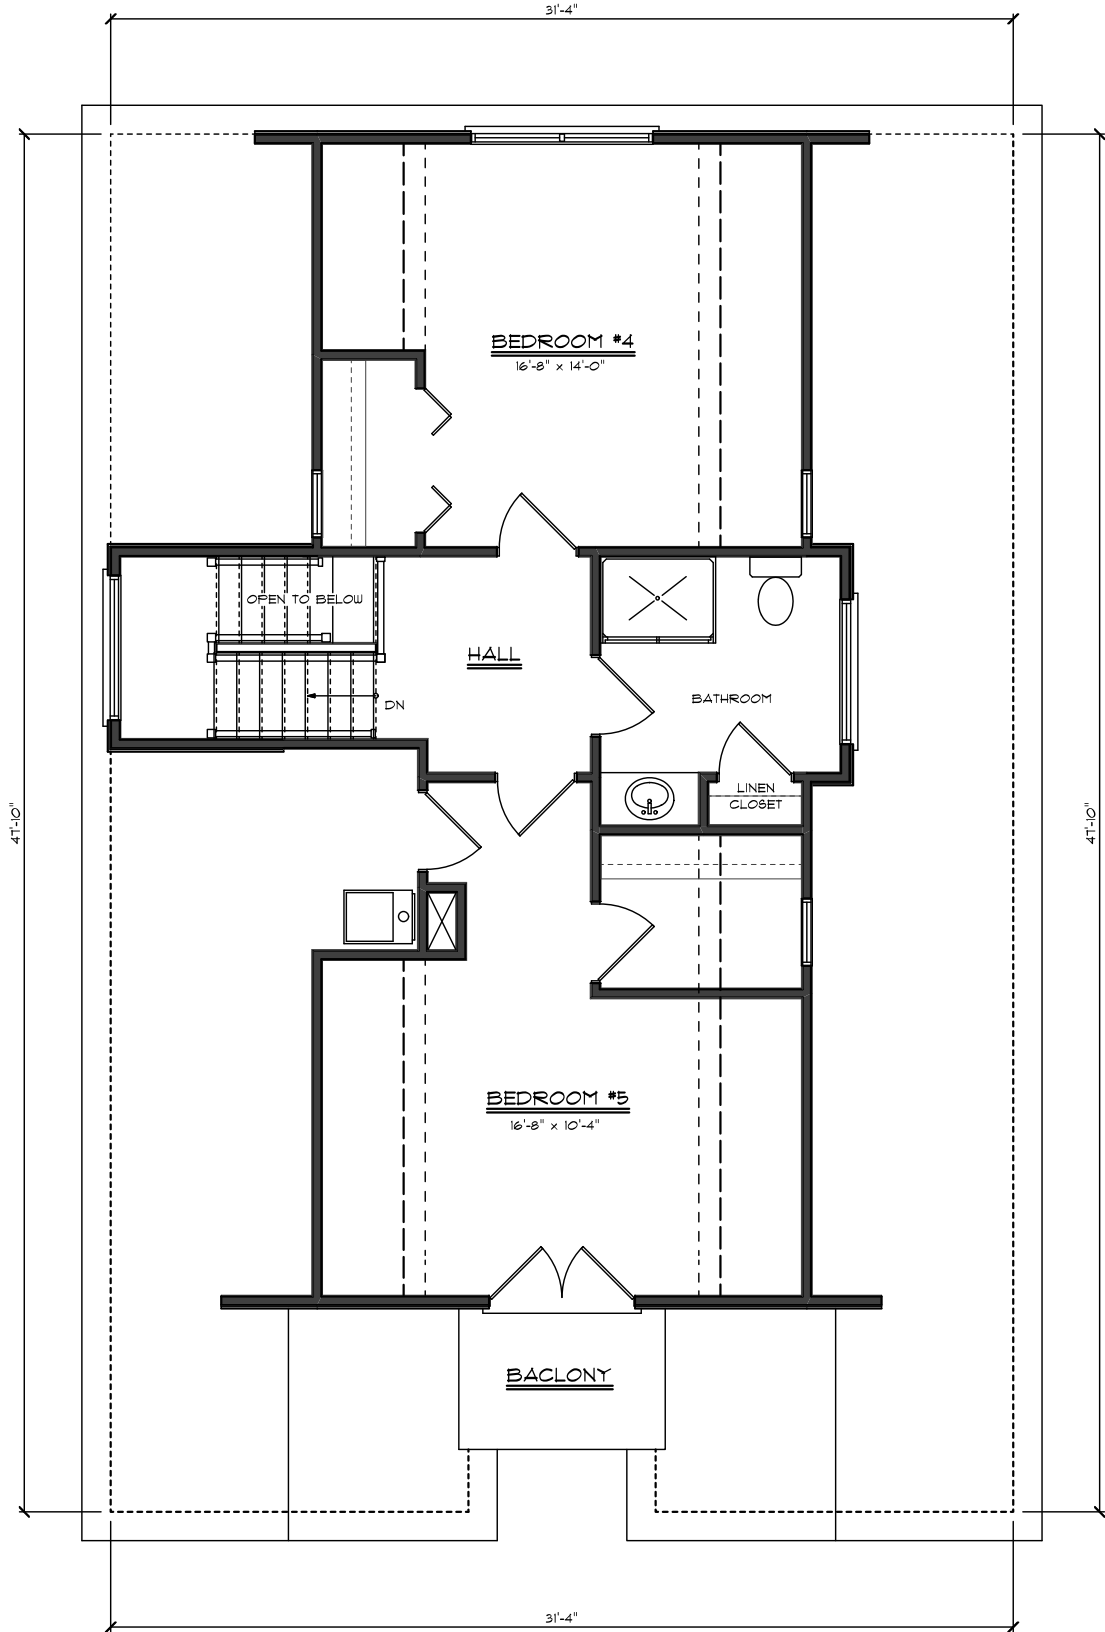 31'-4"
BEDROOM #4
16'-8" x 14'-0"
OPEN TO BELOW
HALL
DN
BATHROOM
LINEN
CLOSET
47'-10"
47'-10"
BEDROOM #5
16'-8" x 10'-4"
BACLONY
31'-4"